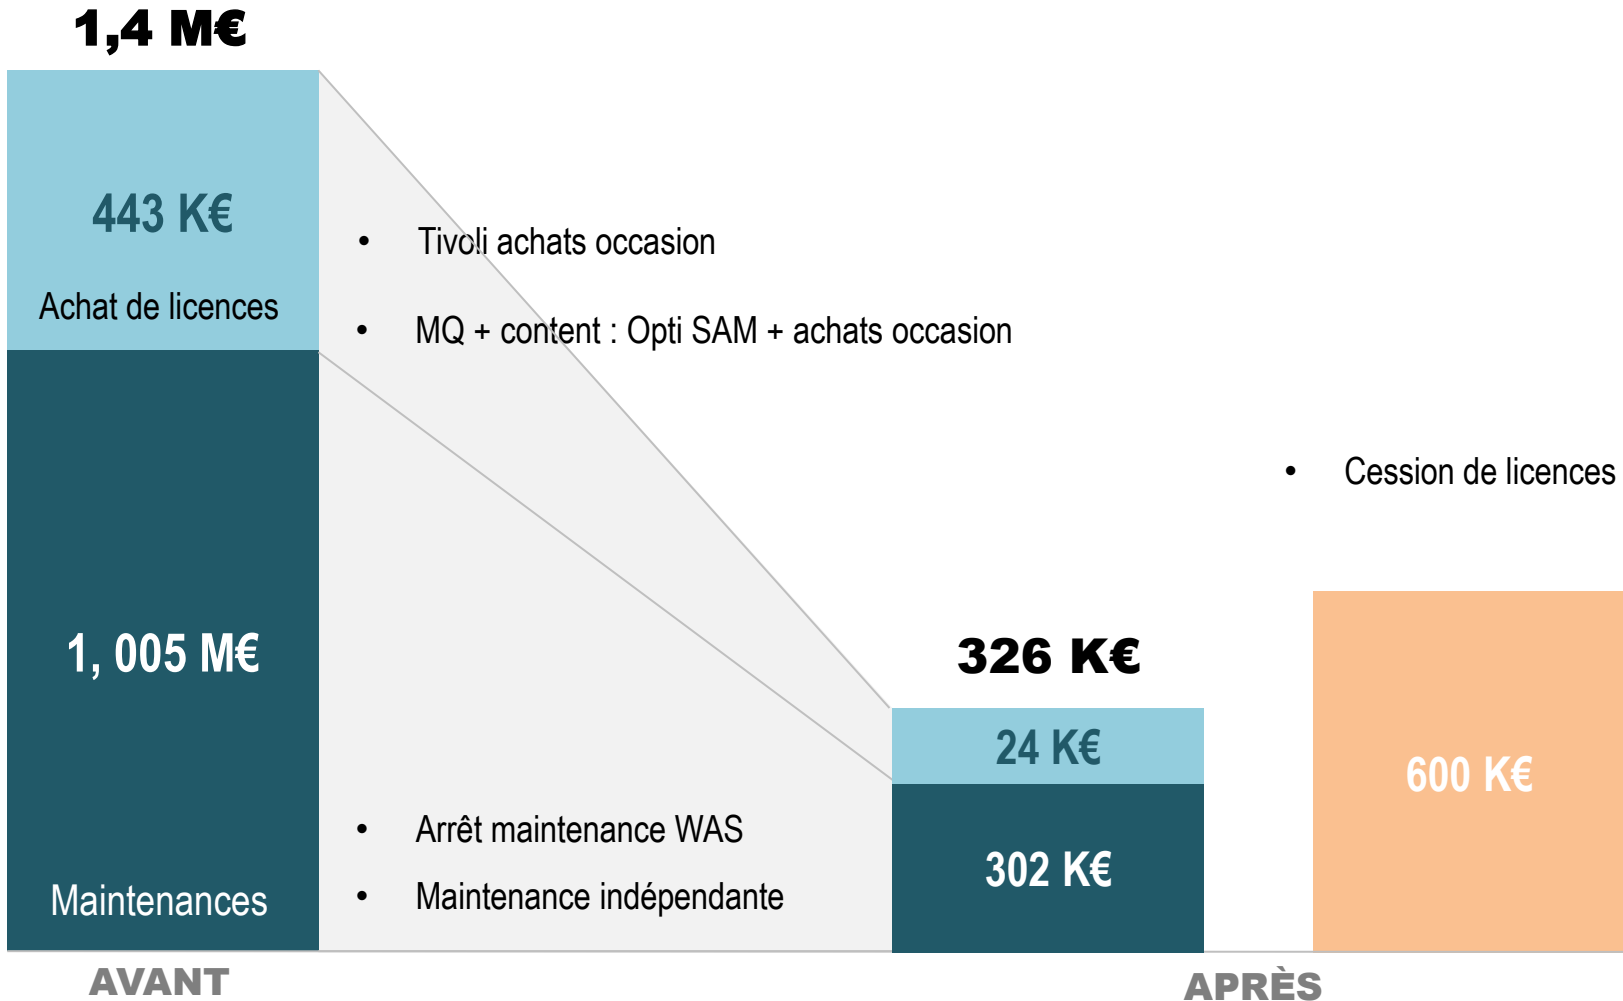 1,4 M€
443 K€
Achat de licences
• Tivoli achats occasion
• MQ + content : Opti SAM + achats occasion
• Cession de licences
1, 005 M€
Maintenances
• Arrêt maintenance WAS
• Maintenance indépendante
326 K€
24 K€
302 K€
600 K€
AVANT
APRÈS